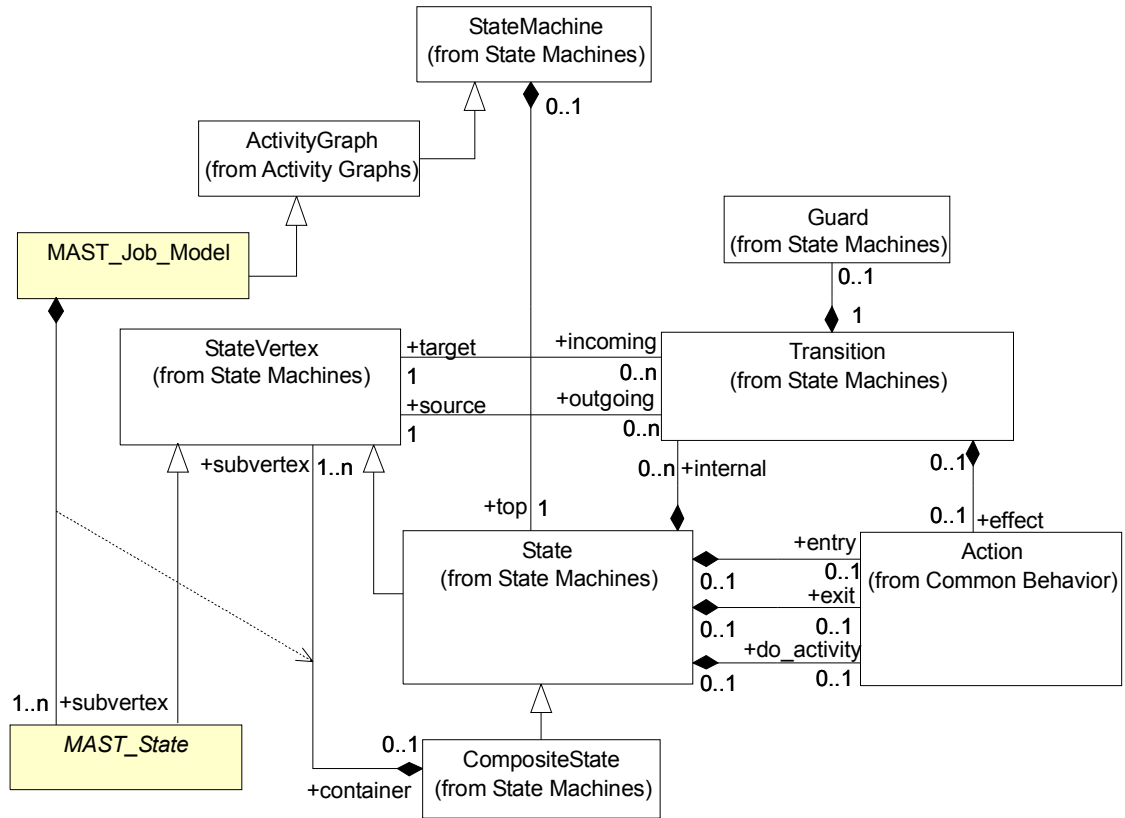 StateMachine
(from State Machines)
0..1
ActivityGraph
(from Activity Graphs)
Guard
(from State Machines)
0..1
MAST_Job_Model
1
StateVertex
(from State Machines)
+target
1
+incoming
0..n
Transition
(from State Machines)
+source
1
+outgoing
0..n
+subvertex
1..n
0..n
+internal
0..1
+top
1
0..1
+effect
State
(from State Machines)
+entry
0..1
0..1
Action
(from Common Behavior)
+exit
0..1
0..1
+do_activity
0..1
0..1
1..n
+subvertex
MAST_State
0..1
+container
CompositeState
(from State Machines)